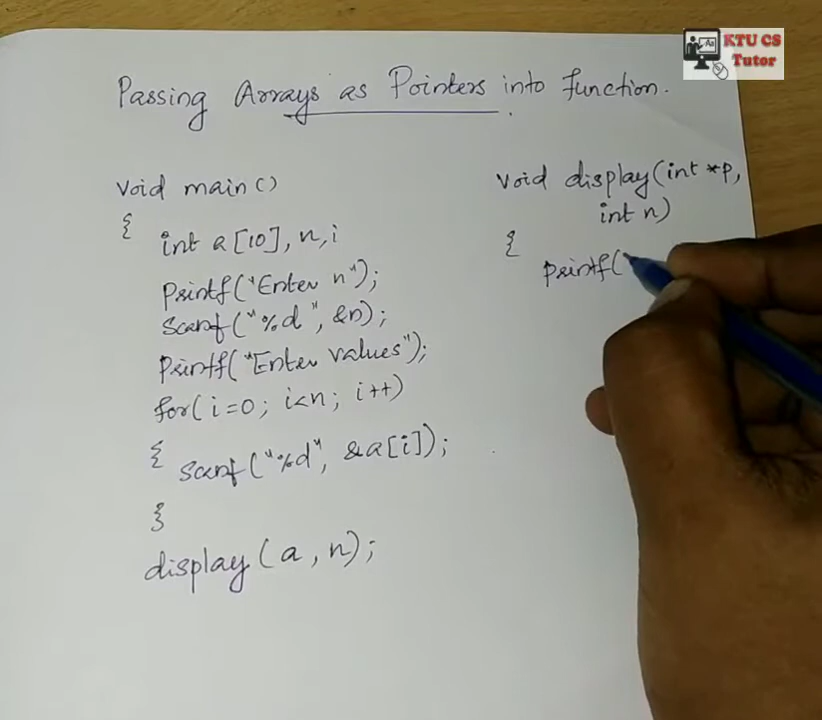 KTU CS
Tutor
Passing Arrays as Pointers into function.
void main()
{
int a[10], n, i
Printf("Enter n");
Scanf("%d", &n);
Printf("Enter values");
for(i=0; i<n; i++)
{ Scanf("%d", &a[i]);
}
display(a, n);
void display(int *p,
int n)
{
printf("